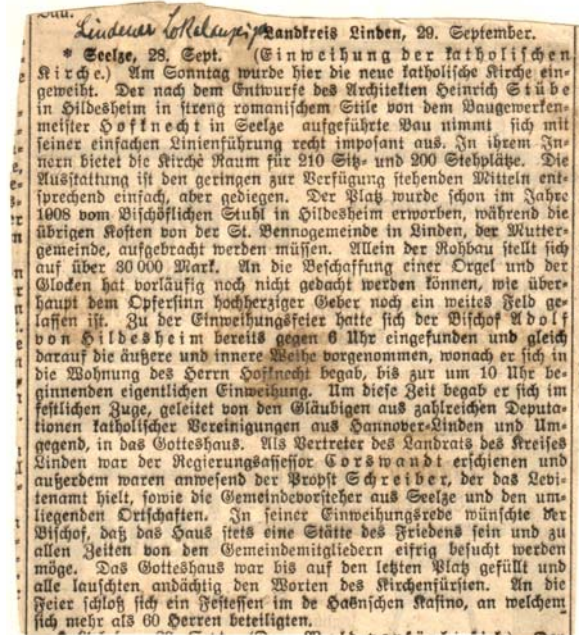 Lindener Lokalanzeiger
Landkreis Linden, 29. September.
* Seelze, 28. Sept. (Einweihung der katholischen
Kirche.) Am Sonntag wurde hier die neue katholische Kirche ein-
geweiht. Der nach dem Entwurfe des Architekten Heinrich Stübe
in Hildesheim in streng romanischem Stile von dem Baugewerken-
meister Hofknecht in Seelze aufgeführte Bau nimmt sich mit
seiner einfachen Linienführung recht imposant aus. In ihrem In-
nern bietet die Kirche Raum für 210 Sitz- und 200 Stehplätze. Die
Ausstattung ist den geringen zur Verfügung stehenden Mitteln ent-
sprechend einfach, aber gediegen. Der Platz wurde schon im Jahre
1908 vom Bischöflichen Stuhl in Hildesheim erworben, während die
übrigen Kosten von der St. Bennogemeinde in Linden, der Mutter-
gemeinde, aufgebracht werden müssen. Allein der Rohbau stellt sich
auf über 30 000 Mark. An die Beschaffung einer Orgel und der
Glocken hat vorläufig noch nicht gedacht werden können, wie über-
haupt dem Opfersinn hochherziger Geber noch ein weites Feld ge-
lassen ist. Zu der Einweihungsfeier hatte sich der Bischof Adolf
von Hildesheim bereits gegen 6 Uhr eingefunden und gleich
darauf die äußere und innere Weihe vorgenommen, wonach er sich in
die Wohnung des Herrn Hofknecht begab, bis zur um 10 Uhr be-
ginnenden eigentlichen Einweihung. Um diese Zeit begab er sich im
festlichen Zuge, geleitet von den Gläubigen aus zahlreichen Deputa-
tionen katholischer Vereinigungen aus Hannover-Linden und Um-
gegend, in das Gotteshaus. Als Vertreter des Landrats des Kreises
Linden war der Regierungsassessor Corswandt erschienen und
außerdem waren anwesend der Propst Schreiber, der das Levi-
tenamt hielt, sowie die Gemeindevorsteher aus Seelze und den um-
liegenden Ortschaften. In seiner Einweihungsrede wünschte der
Bischof, daß das Haus stets eine Stätte des Friedens sein und zu
allen Zeiten von den Gemeindemitgliedern eifrig besucht werden
möge. Das Gotteshaus war bis auf den letzten Platz gefüllt und
alle lauschten andächtig den Worten des Kirchenfürsten. An die
Feier schloß sich ein Festessen im de Haënschen Kasino, an welchem
sich mehr als 60 Herren beteiligten.